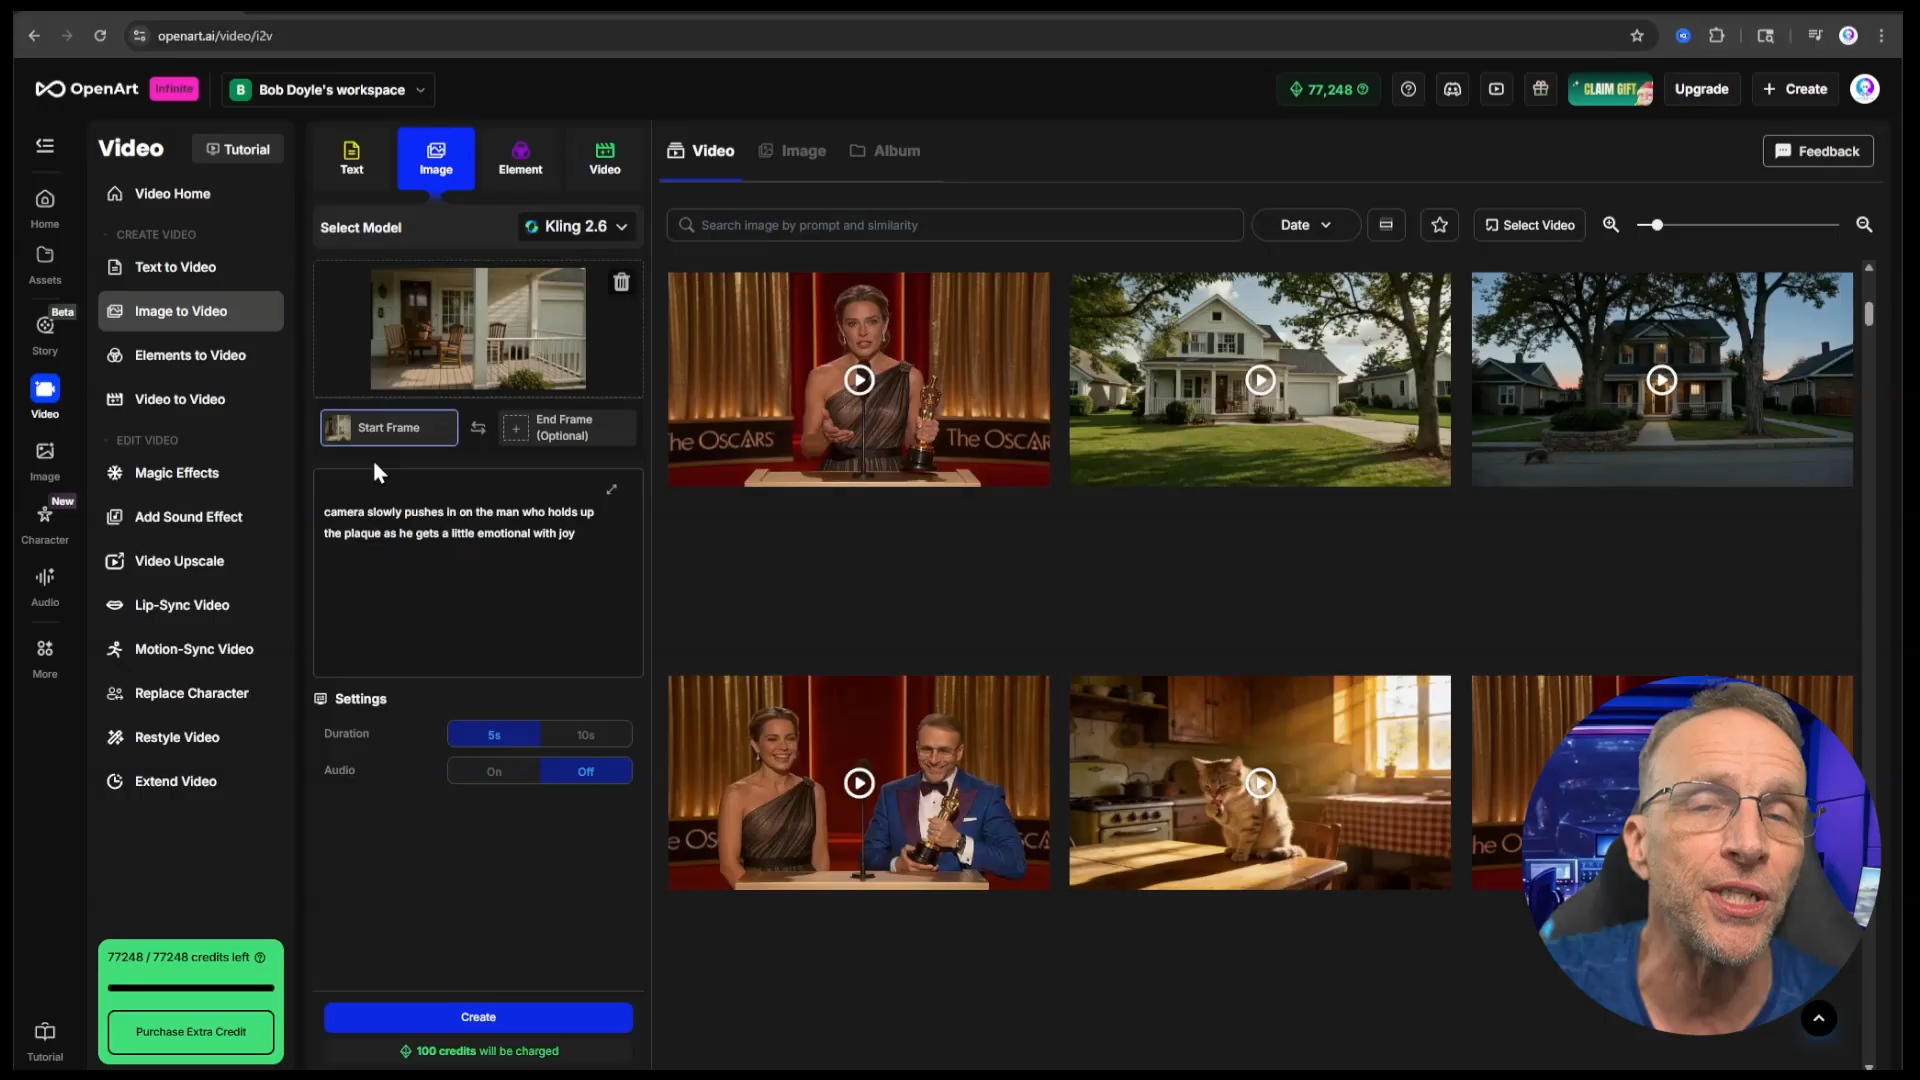 openart.ai/video/i2v
OpenArt
Infinite
B
Bob Doyle's workspace
77,248
CLAIM GIFT
Upgrade
Create
Home
Assets
Beta
Story
Video
Image
New
Character
Audio
More
Tutorial
Video
Tutorial
Video Home
CREATE VIDEO
Text to Video
Image to Video
Elements to Video
Video to Video
EDIT VIDEO
Magic Effects
Add Sound Effect
Video Upscale
Lip-Sync Video
Motion-Sync Video
Replace Character
Restyle Video
Extend Video
77248 / 77248 credits left
Purchase Extra Credit
Text
Image
Element
Video
Select Model
Kling 2.6
Start Frame
End Frame
(Optional)
camera slowly pushes in on the man who holds up
the plaque as he gets a little emotional with joy
Settings
Duration
5s
10s
Audio
On
Off
Create
100 credits will be charged
Video
Image
Album
Feedback
Search image by prompt and similarity
Date
Select Video
The OSCARS
The OSCARS